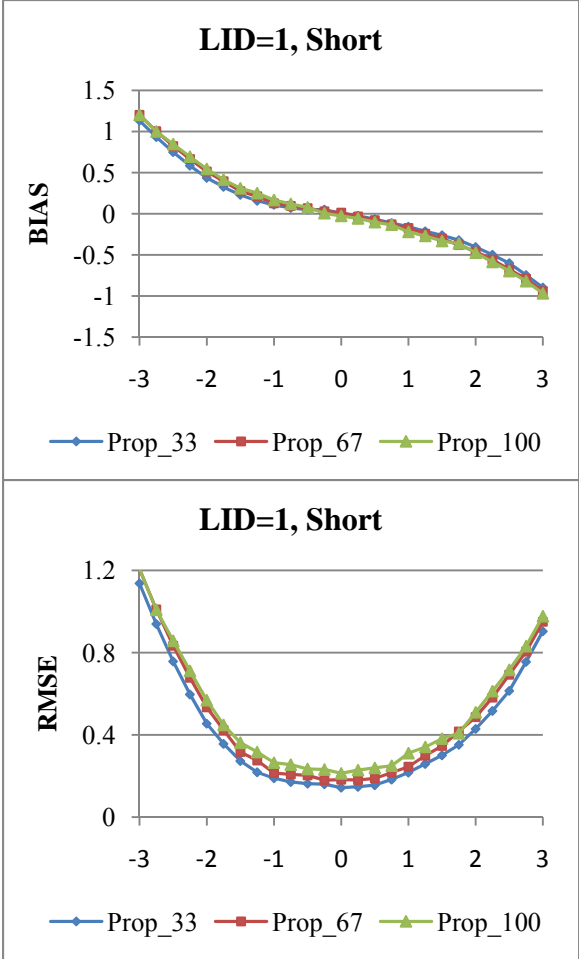 LID=1, Short
1.5
1
0.5
0
-0.5
-1
-1.5
BIAS
-3 -2 -1 0 1 2 3
Prop_33 Prop_67 Prop_100
LID=1, Short
1.2
0.8
0.4
0
RMSE
-3 -2 -1 0 1 2 3
Prop_33 Prop_67 Prop_100